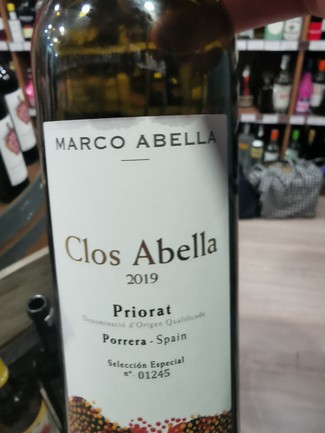 MARCO ABELLA
Clos Abella
2019
Priorat
Denominació d'Origen Qualificada
Porrera - Spain
Selección Especial
nº 01245